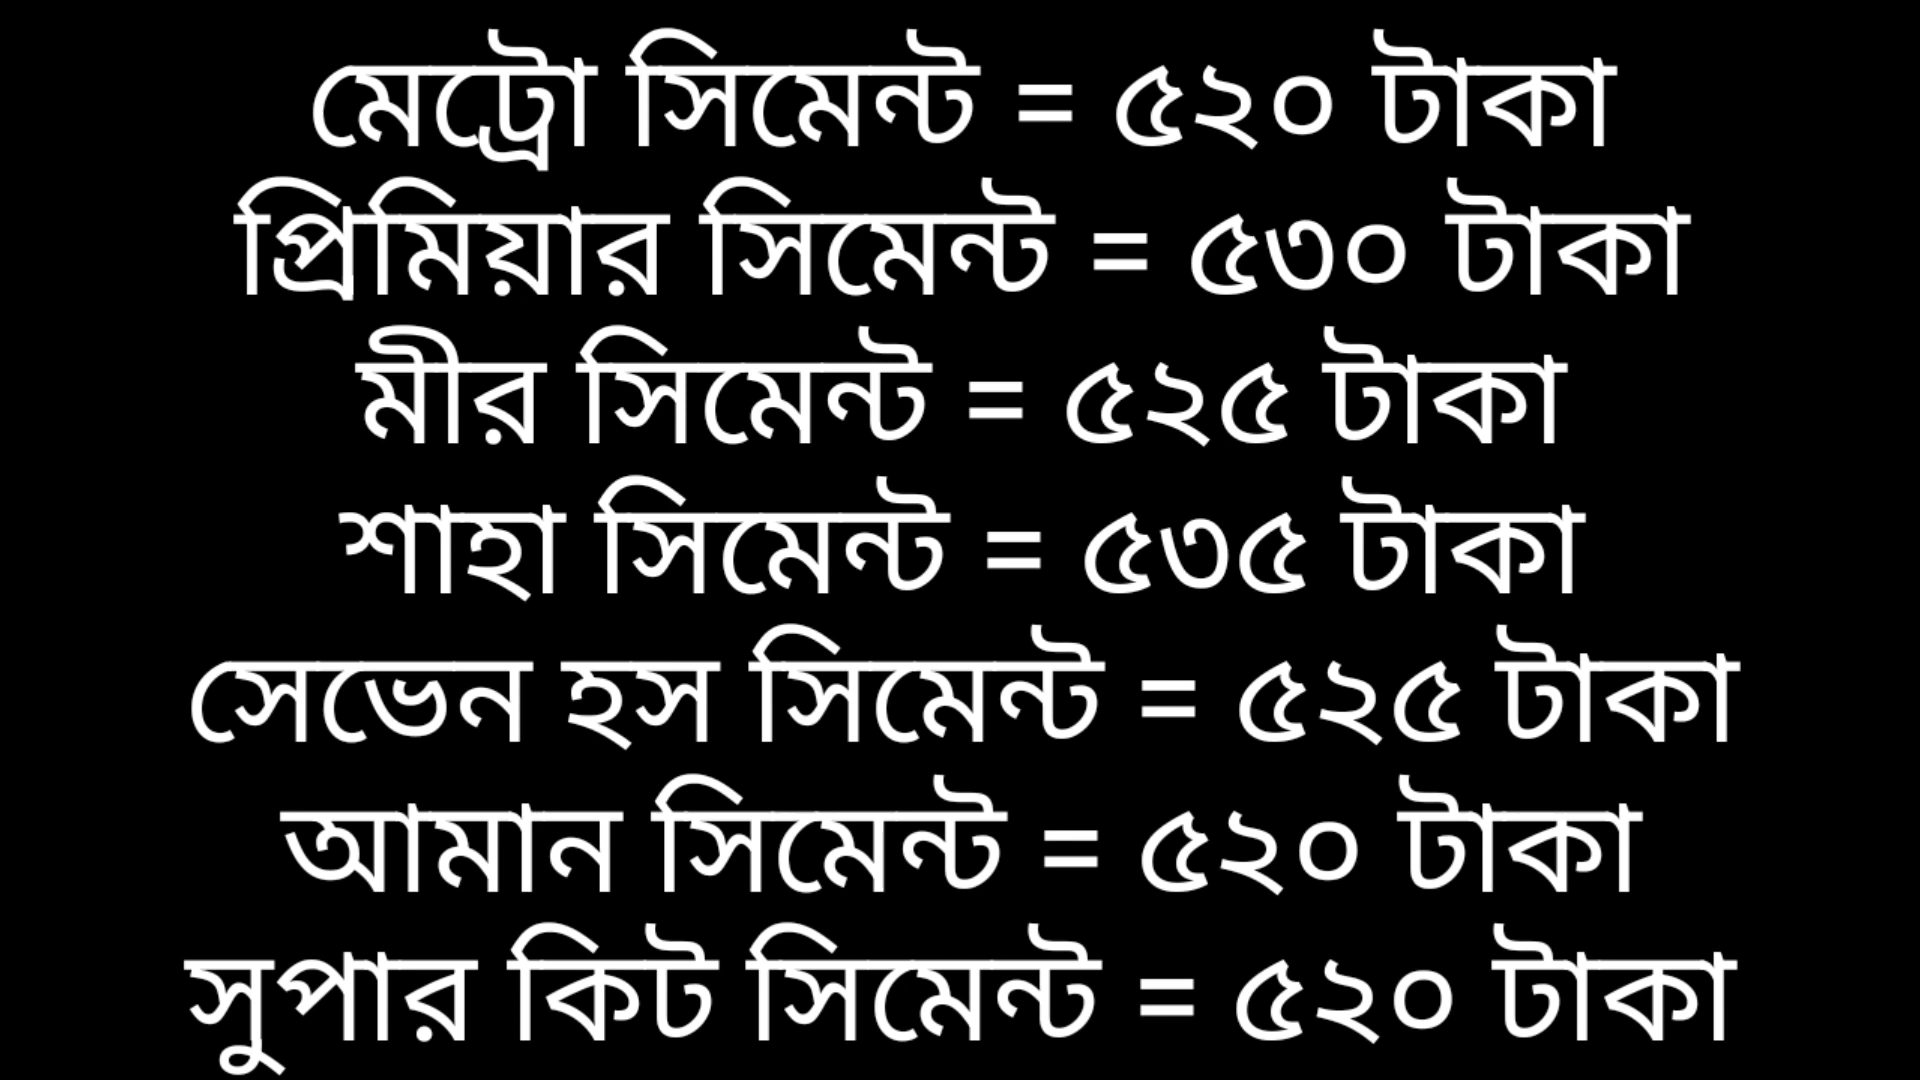 মেট্রো সিমেন্ট = ৫২০ টাকা
প্রিমিয়ার সিমেন্ট = ৫৩০ টাকা
মীর সিমেন্ট = ৫২৫ টাকা
শাহা সিমেন্ট = ৫৩৫ টাকা
সেভেন হস সিমেন্ট = ৫২৫ টাকা
আমান সিমেন্ট = ৫২০ টাকা
সুপার কিট সিমেন্ট = ৫২০ টাকা